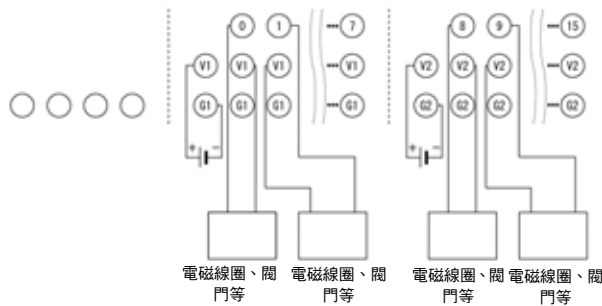 0 1 ---7 8 9 ---15
V1 V1 V1 ---V1 V2 V2 V2 ---V2
G1 G1 G1 ---G1 G2 G2 G2 ---G2
+ − + −
電磁線圈、閥
門等
電磁線圈、閥
門等
電磁線圈、閥
門等
電磁線圈、閥
門等